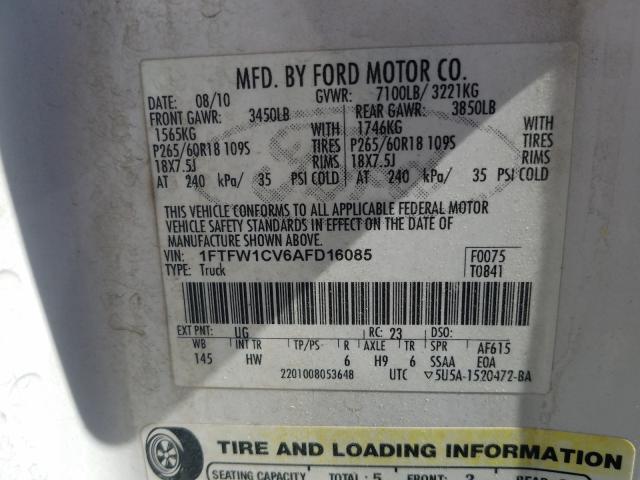 MFD. BY FORD MOTOR CO.
DATE: 08/10 GVWR: 7100LB/ 3221KG
FRONT GAWR: 3450LB REAR GAWR: 3850LB
1565KG WITH 1746KG WITH
P265/60R18 109S TIRES P265/60R18 109S TIRES
18X7.5J RIMS 18X7.5J RIMS
AT 240 kPa/ 35 PSI COLD AT 240 kPa/ 35 PSI COLD
THIS VEHICLE CONFORMS TO ALL APPLICABLE FEDERAL MOTOR
VEHICLE SAFETY STANDARDS IN EFFECT ON THE DATE OF
MANUFACTURE SHOWN ABOVE.
VIN: 1FTFW1CV6AFD16085 F0075
TYPE: Truck T0841
EXT PNT: UG RC: 23 DSO:
WB INT TR TP/PS R AXLE TR SPR AF615
145 HW 6 H9 6 SSAA E0A
2201008053648 UTC ▽5U5A-1520472-BA
TIRE AND LOADING INFORMATION
SEATING CAPACITY TOTAL: 5 FRONT: